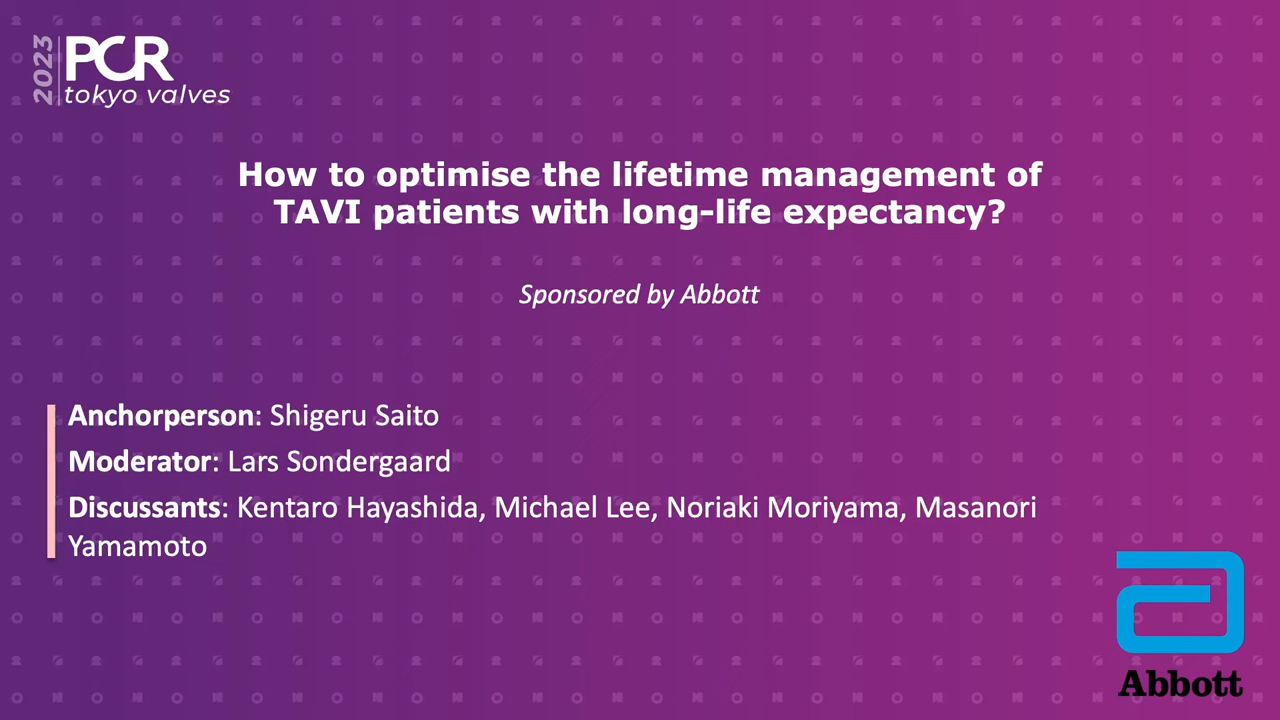 2023
PCR
tokyo valves
How to optimise the lifetime management of
TAVI patients with long-life expectancy?
Sponsored by Abbott
Anchorperson: Shigeru Saito
Moderator: Lars Sondergaard
Discussants: Kentaro Hayashida, Michael Lee, Noriaki Moriyama, Masanori
Yamamoto
Abbott